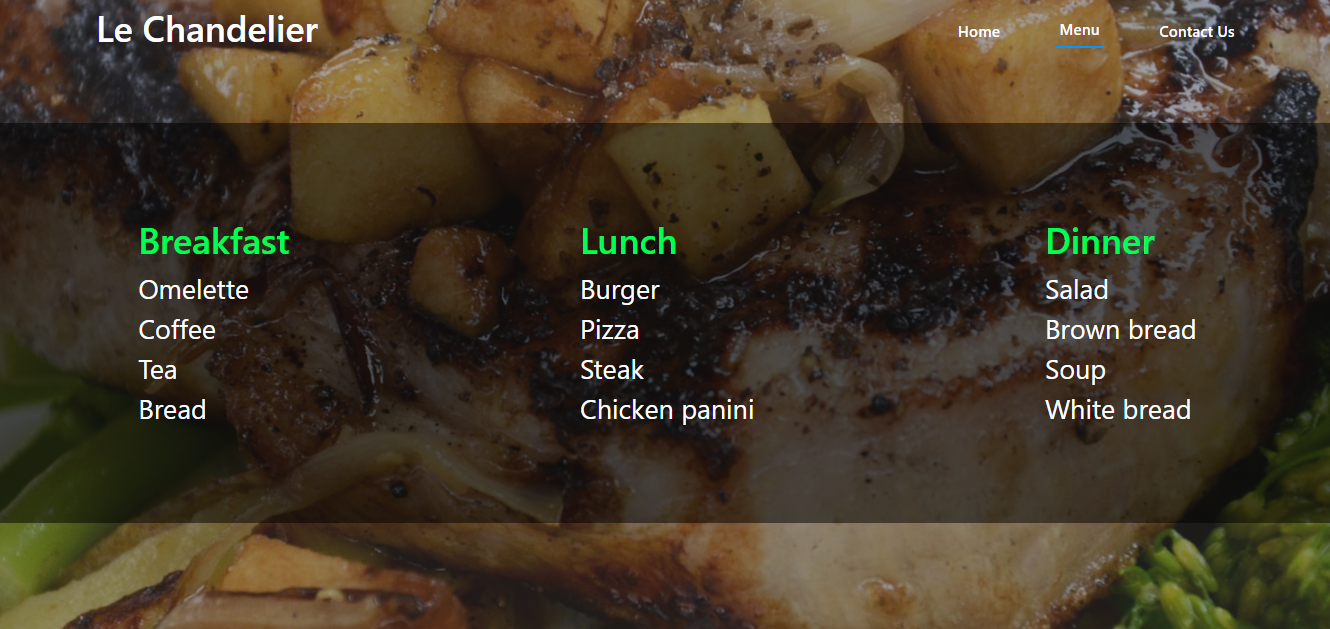 Le Chandelier
Home
Menu
Contact Us
Breakfast
Omelette
Coffee
Tea
Bread
Lunch
Burger
Pizza
Steak
Chicken panini
Dinner
Salad
Brown bread
Soup
White bread